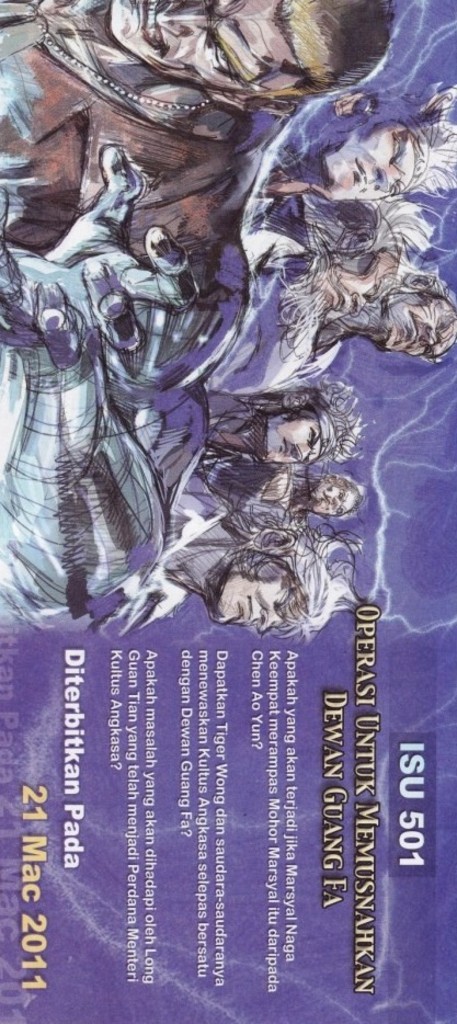 ISU 501
OPERASI UNTUK MEMUSNAHKAN
DEWAN GUANG FA
Apakah yang akan terjadi jika Marsyal Naga
Keempat merampas Mohor Marsyal itu daripada
Chen Ao Yun?
Dapatkan Tiger Wong dan saudara-saudaranya
menewaskan Kultus Angkasa selepas bersatu
dengan Dewan Guang Fa?
Apakah masalah yang akan dihadapi oleh Long
Guan Tian yang telah menjadi Perdana Menteri
Kultus Angkasa?
Diterbitkan Pada
21 Mac 2011